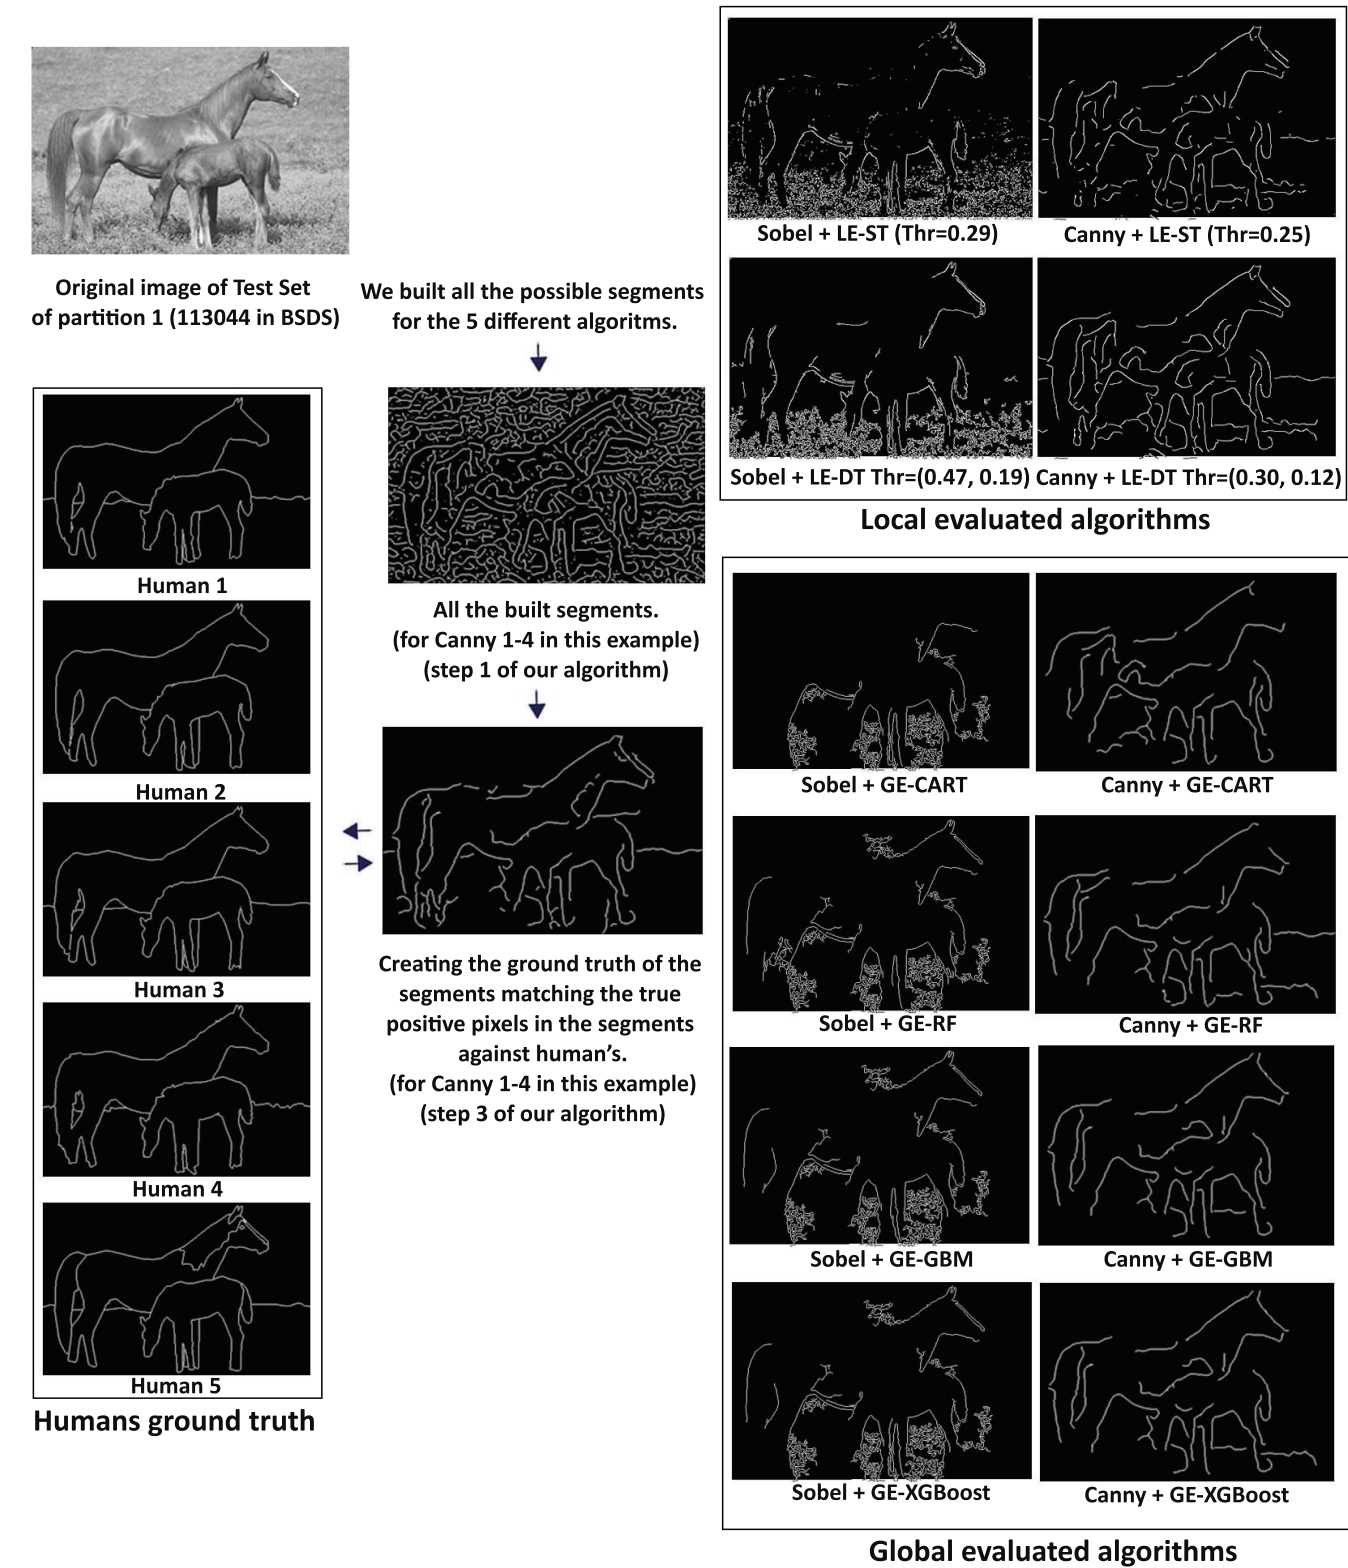 Original image of Test Set
of partition 1 (113044 in BSDS)
We built all the possible segments
for the 5 different algoritms.
Human 1
Human 2
Human 3
Human 4
Human 5
Humans ground truth
All the built segments.
(for Canny 1-4 in this example)
(step 1 of our algorithm)
Creating the ground truth of the
segments matching the true
positive pixels in the segments
against human's.
(for Canny 1-4 in this example)
(step 3 of our algorithm)
Sobel + LE-ST (Thr=0.29)
Canny + LE-ST (Thr=0.25)
Sobel + LE-DT Thr=(0.47, 0.19)
Canny + LE-DT Thr=(0.30, 0.12)
Local evaluated algorithms
Sobel + GE-CART
Canny + GE-CART
Sobel + GE-RF
Canny + GE-RF
Sobel + GE-GBM
Canny + GE-GBM
Sobel + GE-XGBoost
Canny + GE-XGBoost
Global evaluated algorithms